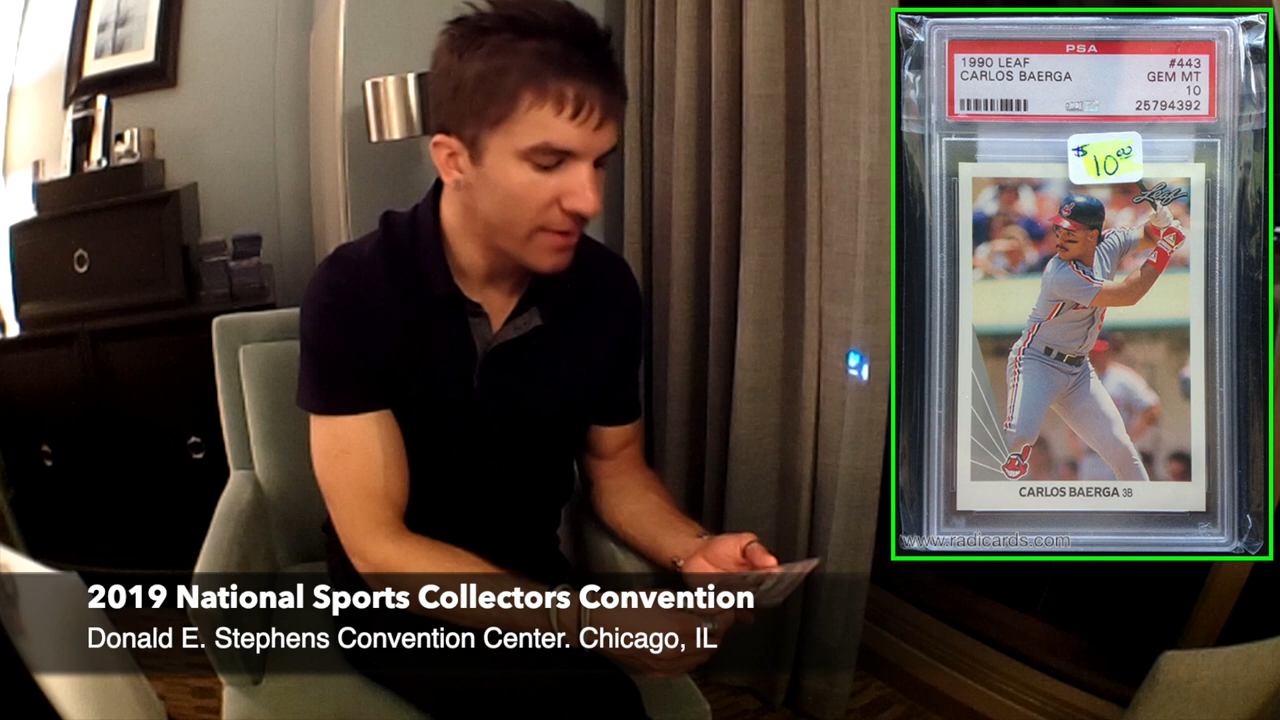 PSA
1990 LEAF #443
CARLOS BAERGA GEM MT
10
25794392
$10.00
Leaf
CARLOS BAERGA 3B
www.radicards.com
2019 National Sports Collectors Convention
Donald E. Stephens Convention Center. Chicago, IL